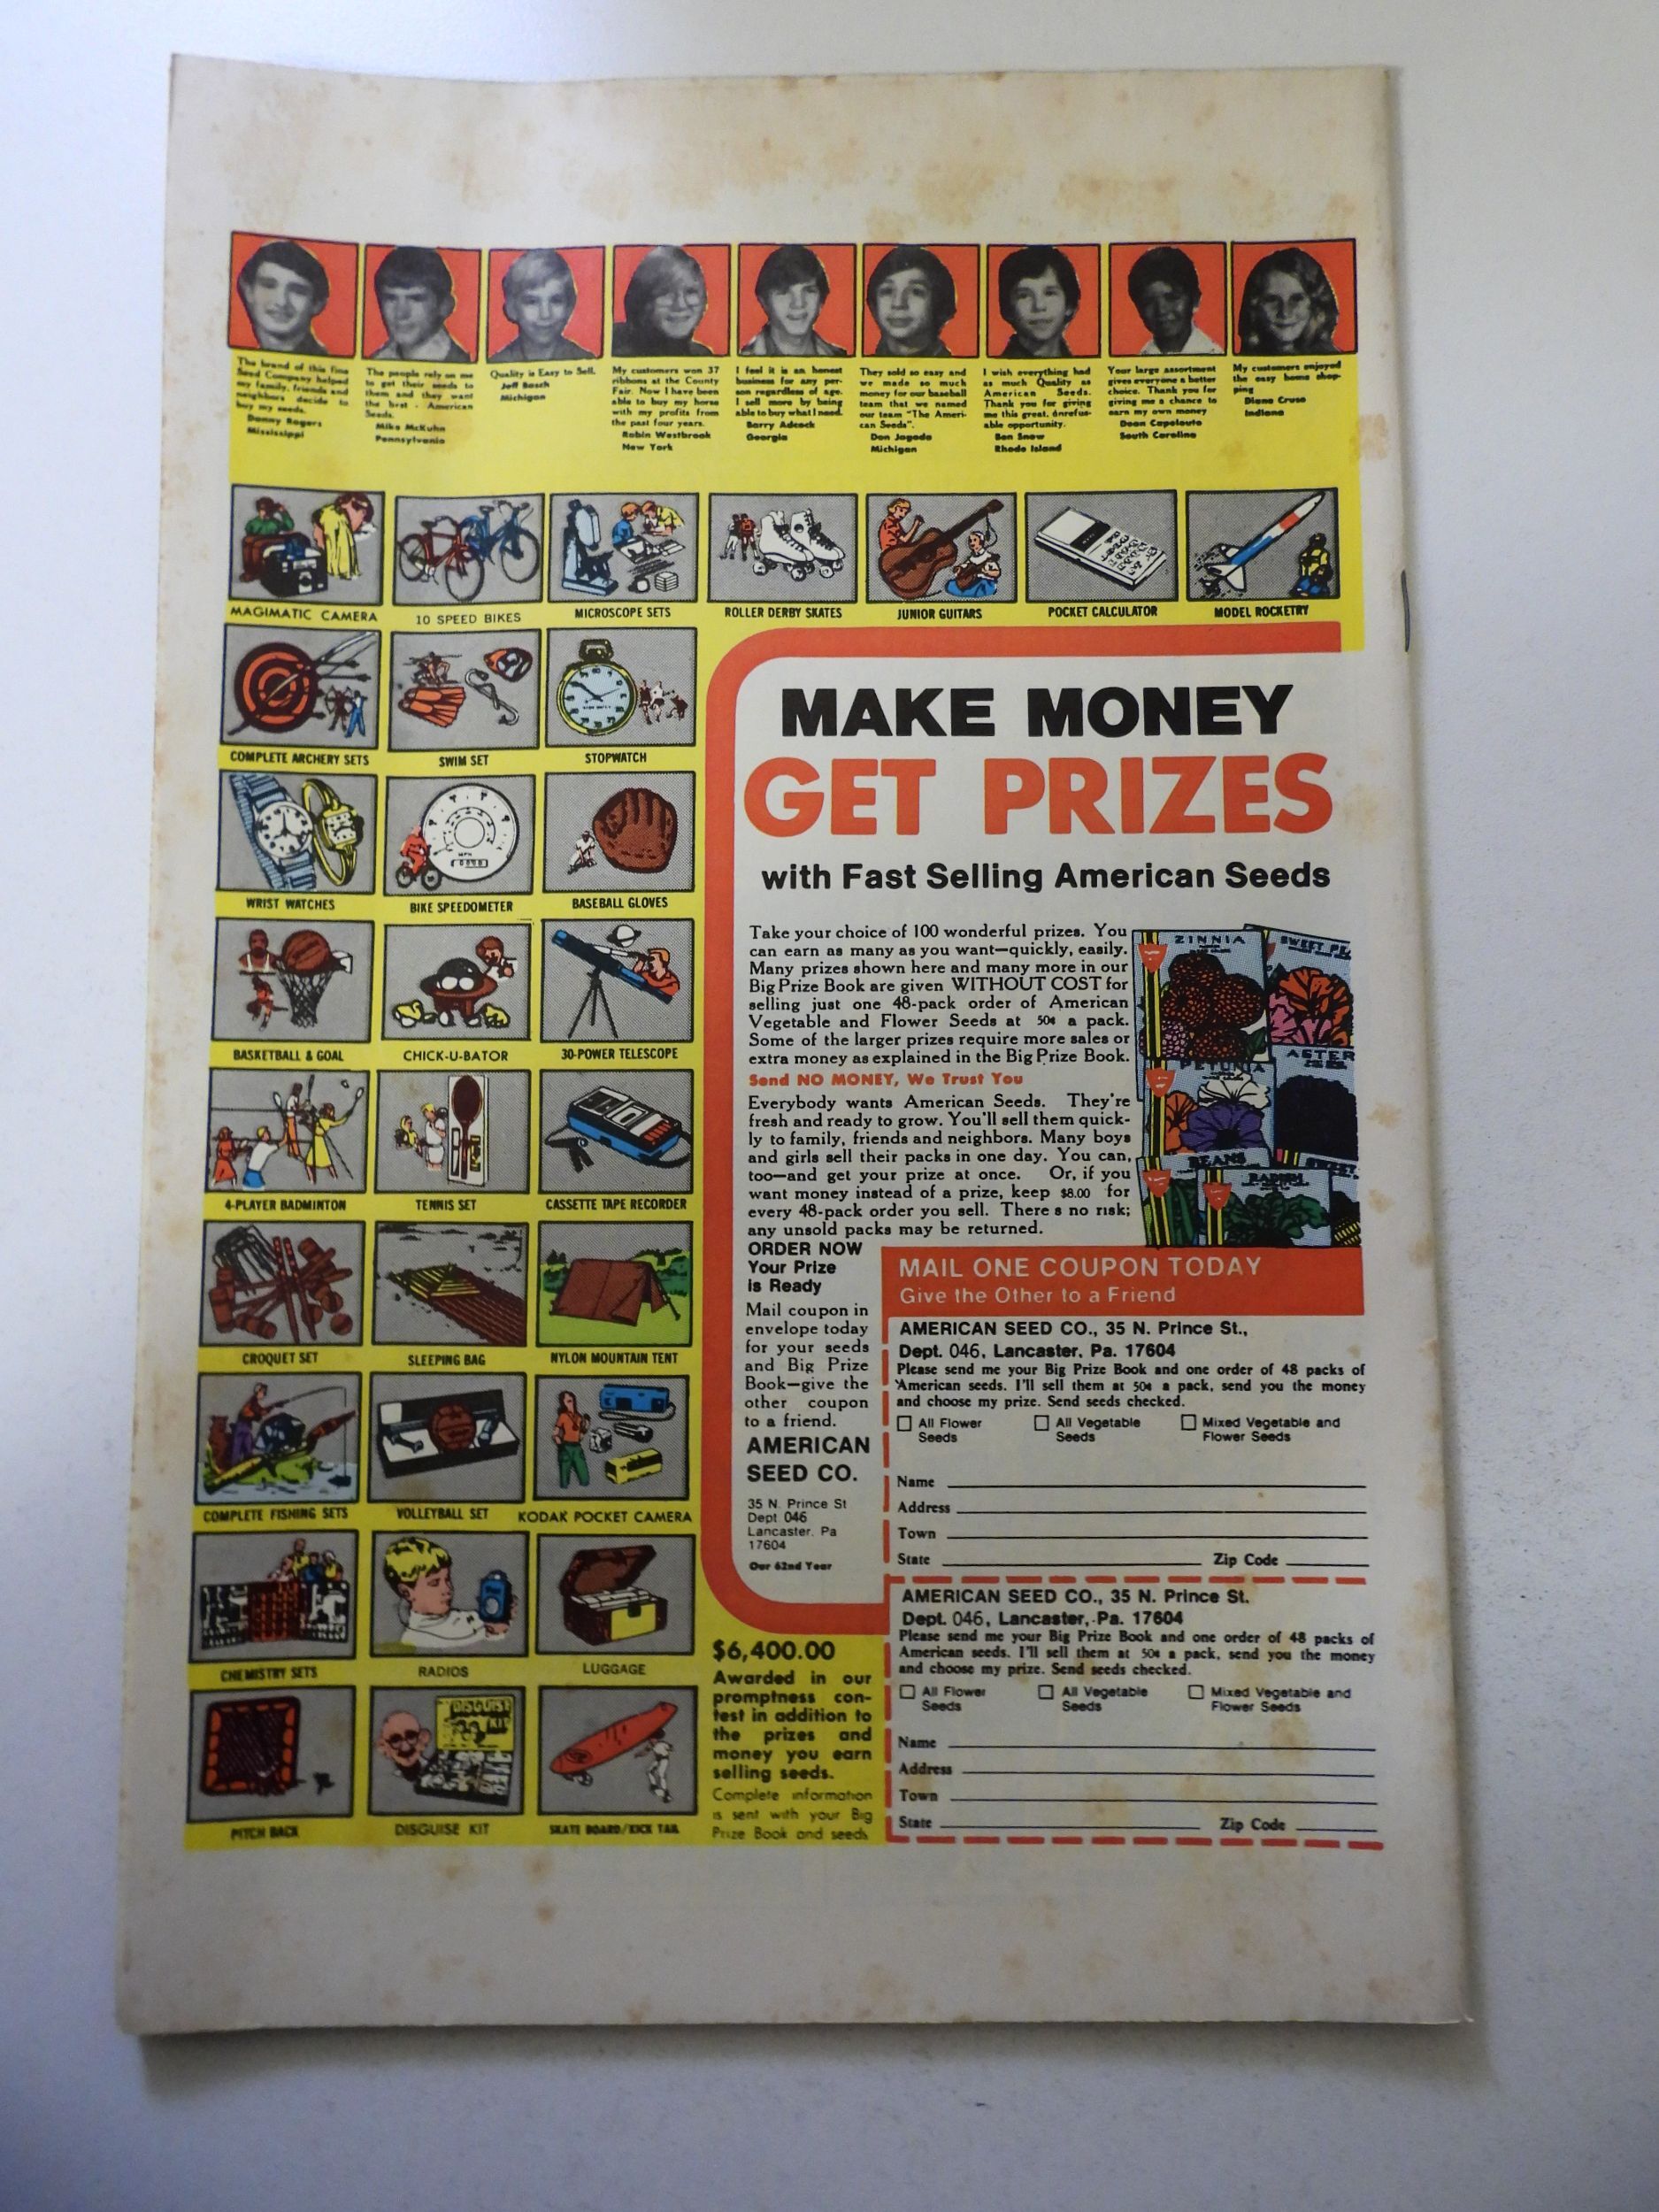 The brand of this fine
Seed Company helped
my family, friends and
neighbors decide to
buy my seeds.
Danny Rogers
Mississippi
The people rely on me
to get their seeds to
them and they want
the best - American
Seeds.
Mike McKuhn
Pennsylvania
Quality is Easy to Sell.
Jeff Basch
Michigan
My customers won 37
ribbons at the County
Fair. Now I have been
able to buy my horse
with my profits from
the past four years.
Robin Westbrook
New York
I feel it is an honest
business for any per-
son regardless of age.
I sell more by being
able to buy what I need.
Barry Adcock
Georgia
They sold so easy and
we made so much
money for our baseball
team that we named
our team "The Ameri-
can Seeds".
Dan Jagoda
Michigan
I wish everything had
as much Quality as
American Seeds.
Thank you for giving
me this great, unrefus-
able opportunity.
Ben Snow
Rhode Island
Your large assortment
gives everyone a better
choice. Thank you for
giving me a chance to
earn my own money
Dean Capelouto
South Carolina
My customers enjoyed
the easy home shop-
ping
Diane Cruse
Indiana
MAGIMATIC CAMERA
10 SPEED BIKES
MICROSCOPE SETS
ROLLER DERBY SKATES
JUNIOR GUITARS
POCKET CALCULATOR
MODEL ROCKETRY
COMPLETE ARCHERY SETS
SWIM SET
STOPWATCH
WRIST WATCHES
BIKE SPEEDOMETER
BASEBALL GLOVES
BASKETBALL & GOAL
CHICK-U-BATOR
30-POWER TELESCOPE
4-PLAYER BADMINTON
TENNIS SET
CASSETTE TAPE RECORDER
CROQUET SET
SLEEPING BAG
NYLON MOUNTAIN TENT
COMPLETE FISHING SETS
VOLLEYBALL SET
KODAK POCKET CAMERA
CHEMISTRY SETS
RADIOS
LUGGAGE
DISGUISE KIT
PITCH BACK
DISGUISE KIT
SKATE BOARD/KICK TAIL
MAKE MONEY
GET PRIZES
with Fast Selling American Seeds
Take your choice of 100 wonderful prizes. You
can earn as many as you want—quickly, easily.
Many prizes shown here and many more in our
Big Prize Book are given WITHOUT COST for
selling just one 48-pack order of American
Vegetable and Flower Seeds at 50¢ a pack.
Some of the larger prizes require more sales or
extra money as explained in the Big Prize Book.
Send NO MONEY, We Trust You
Everybody wants American Seeds. They're
fresh and ready to grow. You'll sell them quick-
ly to family, friends and neighbors. Many boys
and girls sell their packs in one day. You can,
too—and get your prize at once. Or, if you
want money instead of a prize, keep $8.00 for
every 48-pack order you sell. There s no risk;
any unsold packs may be returned.
ZINNIA
SWEET PE
PETUNIA
ASTER
BEANS
RADISH
SWEET
ORDER NOW
Your Prize
is Ready
Mail coupon in
envelope today
for your seeds
and Big Prize
Book—give the
other coupon
to a friend.
AMERICAN
SEED CO.
35 N. Prince St
Dept 046
Lancaster, Pa
17604
Our 62nd Year
MAIL ONE COUPON TODAY
Give the Other to a Friend
AMERICAN SEED CO., 35 N. Prince St.,
Dept. 046, Lancaster, Pa. 17604
Please send me your Big Prize Book and one order of 48 packs of
American seeds. I'll sell them at 50¢ a pack, send you the money
and choose my prize. Send seeds checked.
All Flower Seeds
All Vegetable Seeds
Mixed Vegetable and Flower Seeds
Name
Address
Town
State Zip Code
AMERICAN SEED CO., 35 N. Prince St.
Dept. 046, Lancaster, Pa. 17604
Please send me your Big Prize Book and one order of 48 packs of
American seeds. I'll sell them at 50¢ a pack, send you the money
and choose my prize. Send seeds checked.
All Flower Seeds
All Vegetable Seeds
Mixed Vegetable and Flower Seeds
Name
Address
Town
State Zip Code
$6,400.00
Awarded in our
promptness con-
test in addition to
the prizes and
money you earn
selling seeds.
Complete information
is sent with your Big
Prize Book and seeds